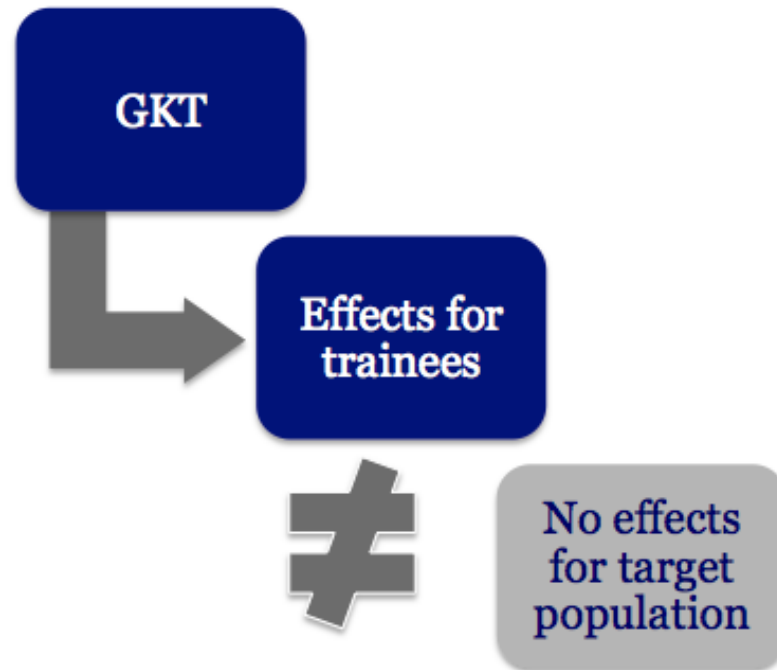 GKT
Effects for
trainees
≠
No effects
for target
population